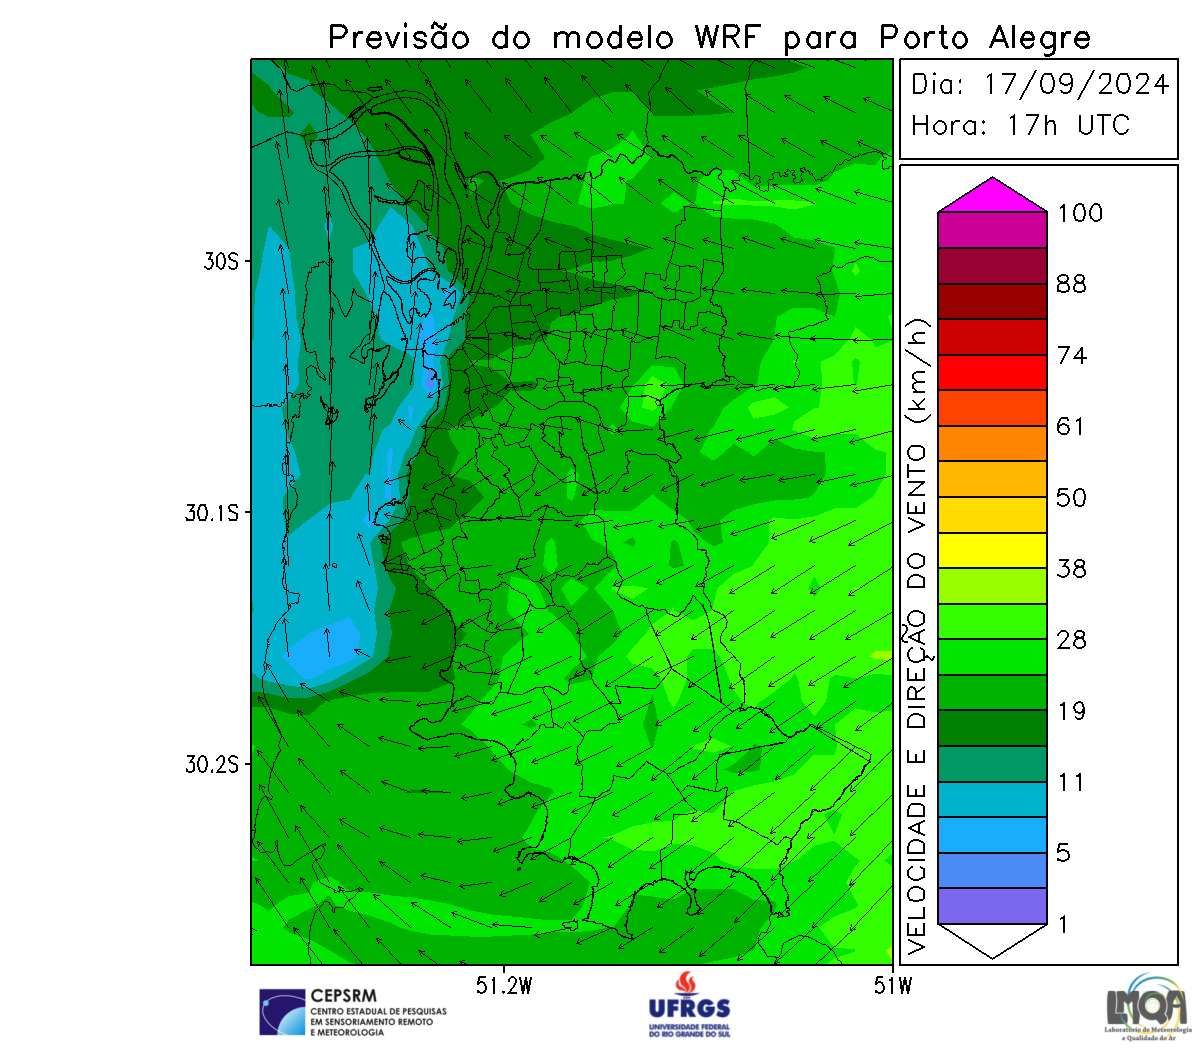 Previsão do modelo WRF para Porto Alegre
Dia: 17/09/2024
Hora: 17h UTC
30S
30.1S
30.2S
51.2W
51W
VELOCIDADE E DIREÇÃO DO VENTO (km/h)
100
88
74
61
50
38
28
19
11
5
1
CEPSRM
CENTRO ESTADUAL DE PESQUISAS
EM SENSORIAMENTO REMOTO
E METEOROLOGIA
UFRGS
UNIVERSIDADE FEDERAL
DO RIO GRANDE DO SUL
LMQA
Laboratório de Meteorologia
e Qualidade do Ar